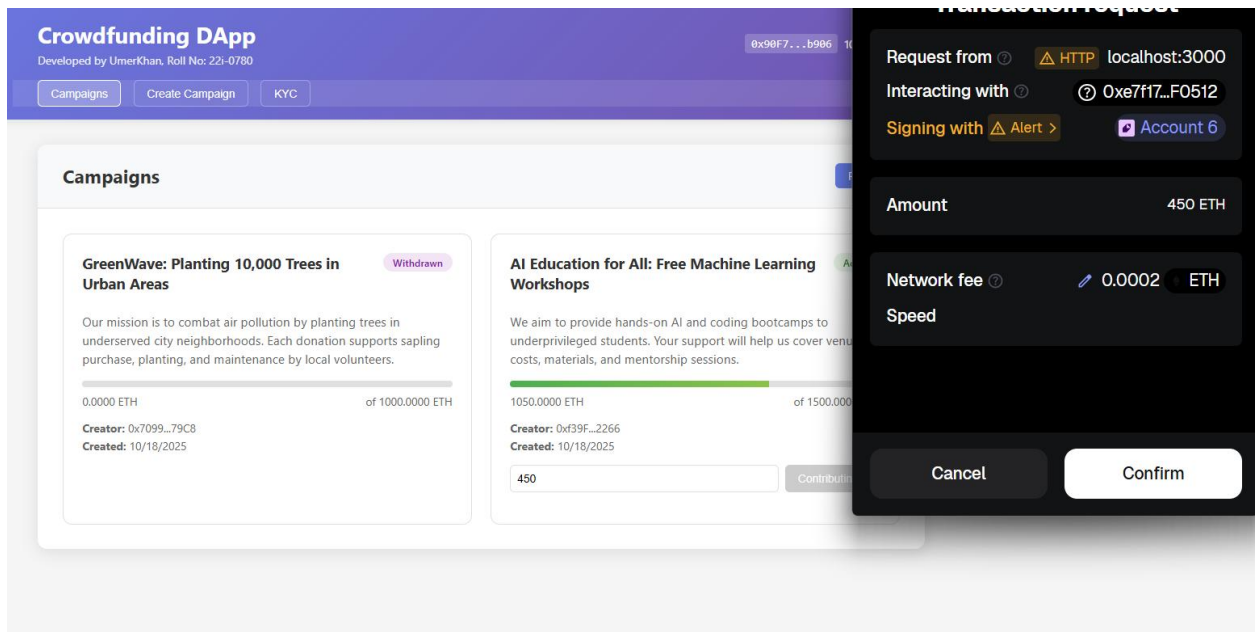 Crowdfunding DApp
Developed by UmerKhan, Roll No: 22i-0780
0x90F7...b906 10
Campaigns Create Campaign KYC
Campaigns
GreenWave: Planting 10,000 Trees in
Urban Areas
Withdrawn
Our mission is to combat air pollution by planting trees in
underserved city neighborhoods. Each donation supports sapling
purchase, planting, and maintenance by local volunteers.
0.0000 ETH of 1000.0000 ETH
Creator: 0x7099...79C8
Created: 10/18/2025
AI Education for All: Free Machine Learning
Workshops
We aim to provide hands-on AI and coding bootcamps to
underprivileged students. Your support will help us cover venu
costs, materials, and mentorship sessions.
1050.0000 ETH of 1500.000
Creator: 0xf39F...2266
Created: 10/18/2025
450 Contributin
Transaction request
Request from HTTP localhost:3000
Interacting with 0xe7f17...F0512
Signing with Alert > Account 6
Amount 450 ETH
Network fee 0.0002 ETH
Speed
Cancel Confirm